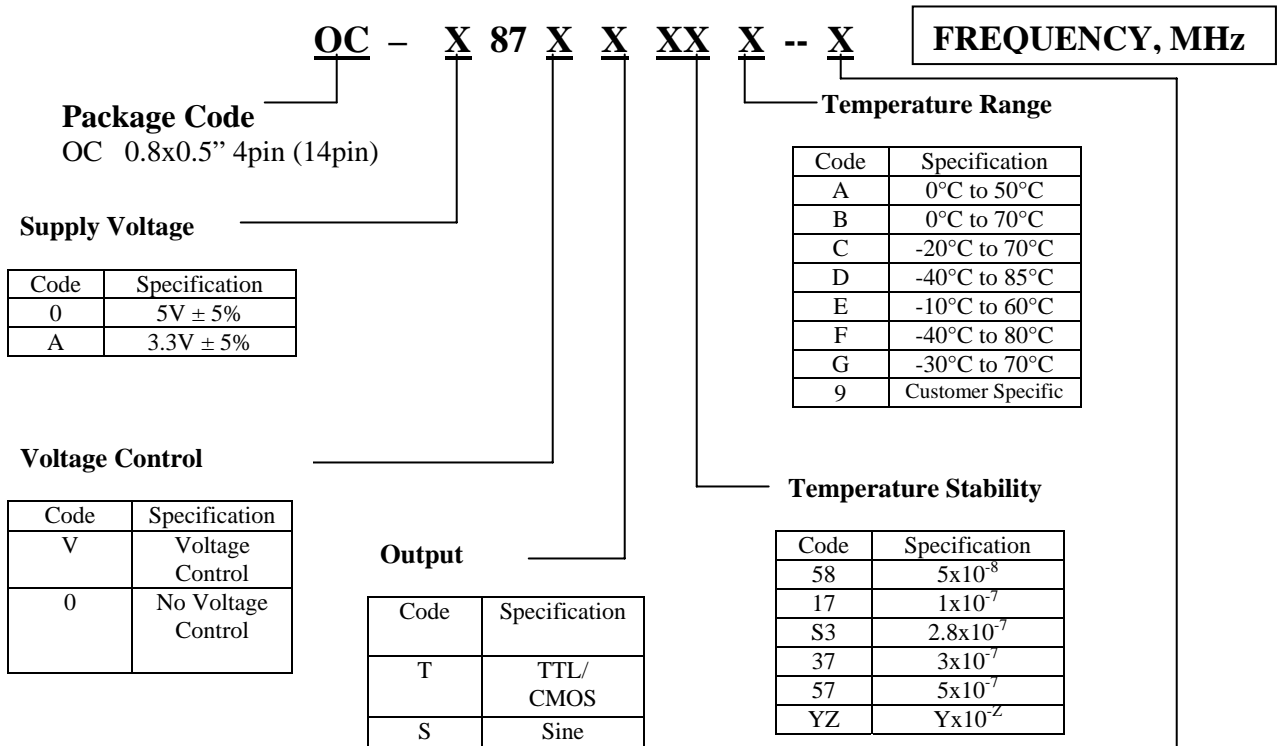 OC – X 87 X X XX X -- X FREQUENCY, MHz
Package Code
OC 0.8x0.5” 4pin (14pin)
Supply Voltage
Code Specification
0 5V ± 5%
A 3.3V ± 5%
Voltage Control
Code Specification
V Voltage
Control
0 No Voltage
Control
Output
Code Specification
T TTL/
CMOS
S Sine
Temperature Range
Code Specification
A 0°C to 50°C
B 0°C to 70°C
C -20°C to 70°C
D -40°C to 85°C
E -10°C to 60°C
F -40°C to 80°C
G -30°C to 70°C
9 Customer Specific
Temperature Stability
Code Specification
58 5x10⁻⁸
17 1x10⁻⁷
S3 2.8x10⁻⁷
37 3x10⁻⁷
57 5x10⁻⁷
YZ Yx10⁻ᶻ